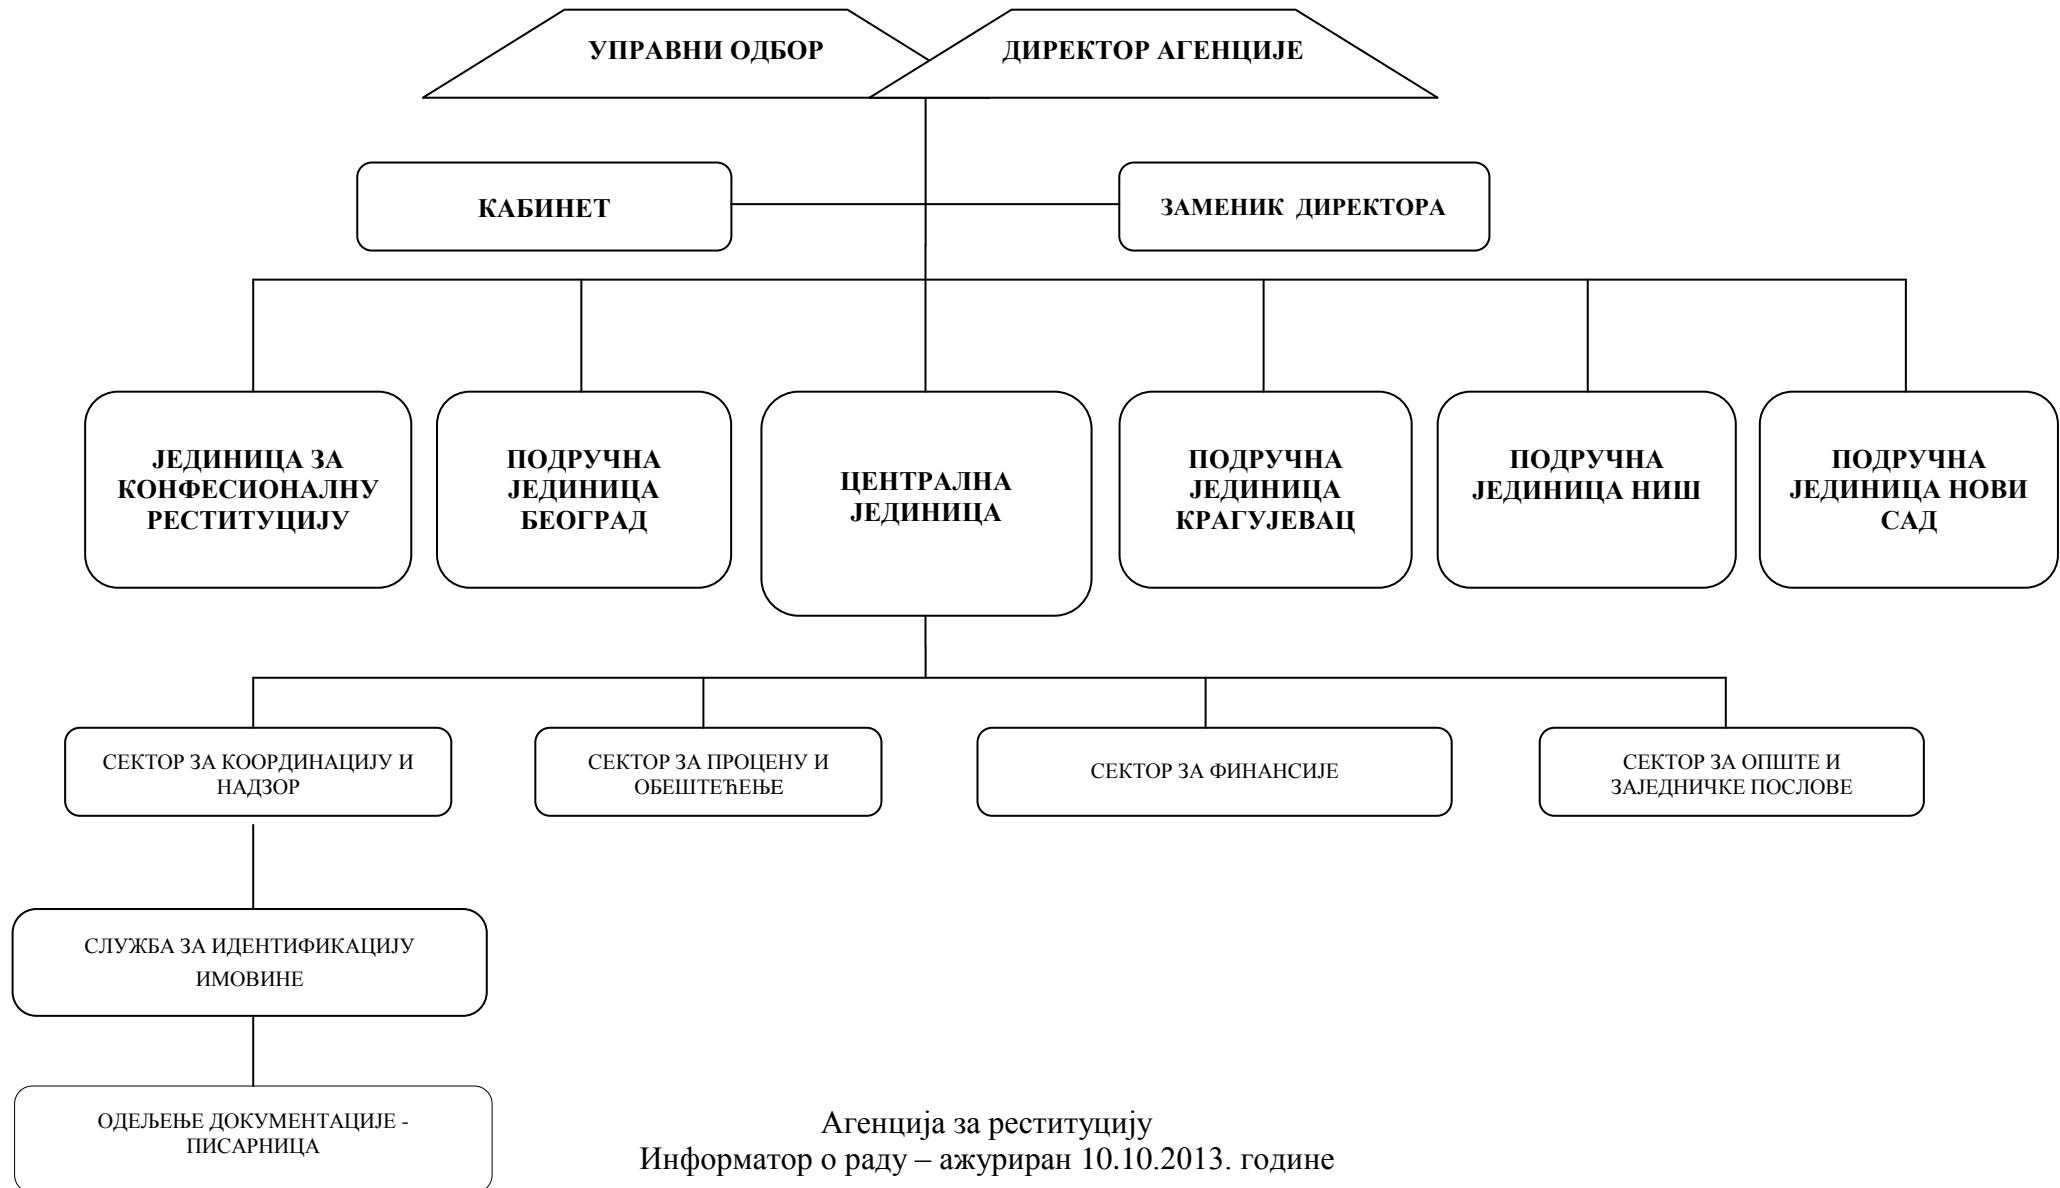 УПРАВНИ ОДБОР
ДИРЕКТОР АГЕНЦИЈЕ
КАБИНЕТ
ЗАМЕНИК ДИРЕКТОРА
ЈЕДИНИЦА ЗА
КОНФЕСИОНАЛНУ
РЕСТИТУЦИЈУ
ПОДРУЧНА
ЈЕДИНИЦА
БЕОГРАД
ЦЕНТРАЛНА
ЈЕДИНИЦА
ПОДРУЧНА
ЈЕДИНИЦА
КРАГУЈЕВАЦ
ПОДРУЧНА
ЈЕДИНИЦА НИШ
ПОДРУЧНА
ЈЕДИНИЦА НОВИ
САД
СЕКТОР ЗА КООРДИНАЦИЈУ И
НАДЗОР
СЕКТОР ЗА ПРОЦЕНУ И
ОБЕШТЕЋЕЊЕ
СЕКТОР ЗА ФИНАНСИЈЕ
СЕКТОР ЗА ОПШТЕ И
ЗАЈЕДНИЧКЕ ПОСЛОВЕ
СЛУЖБА ЗА ИДЕНТИФИКАЦИЈУ
ИМОВИНЕ
ОДЕЉЕЊЕ ДОКУМЕНТАЦИЈЕ -
ПИСАРНИЦА
Агенција за реституцију
Информатор о раду – ажуриран 10.10.2013. године